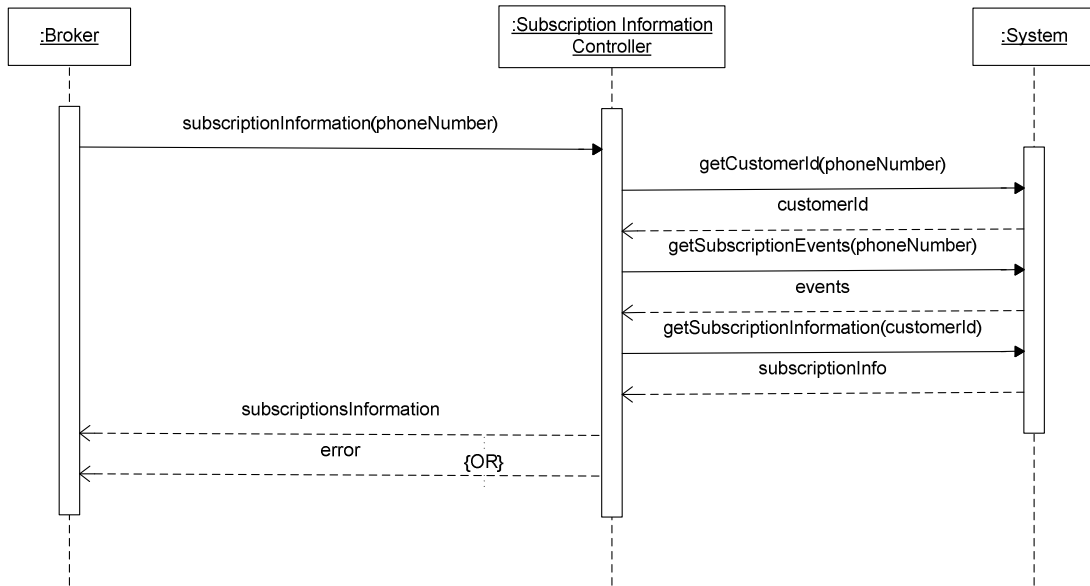 :Broker
:Subscription Information
Controller
:System
subscriptionInformation(phoneNumber)
getCustomerId(phoneNumber)
customerId
getSubscriptionEvents(phoneNumber)
events
getSubscriptionInformation(customerId)
subscriptionInfo
subscriptionsInformation
error
{OR}